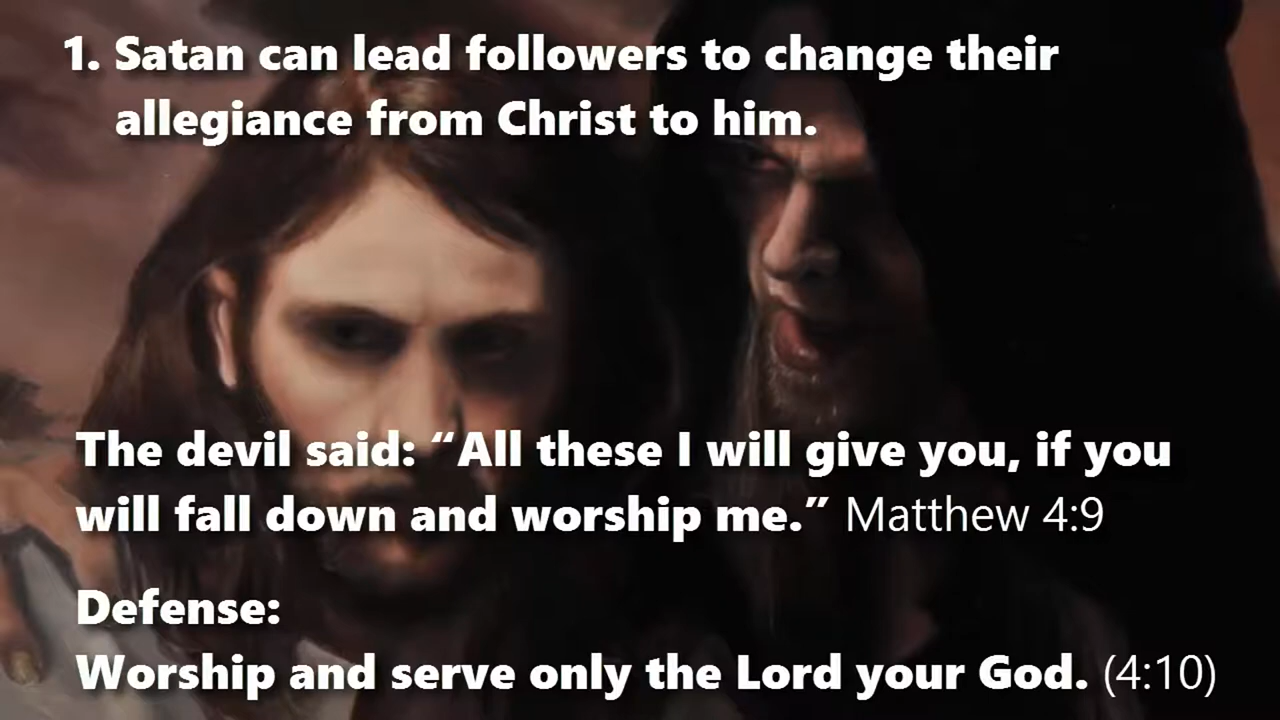 1. Satan can lead followers to change their
allegiance from Christ to him.
The devil said: “All these I will give you, if you
will fall down and worship me.” Matthew 4:9
Defense:
Worship and serve only the Lord your God. (4:10)